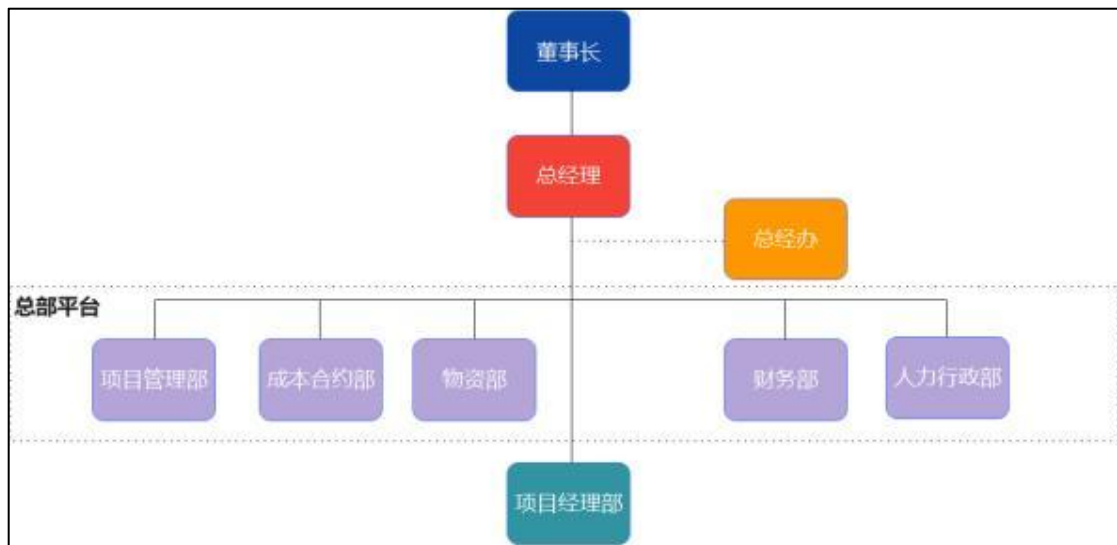 董事长
总经理
总经办
总部平台
项目管理部
成本合约部
物资部
财务部
人力行政部
项目经理部